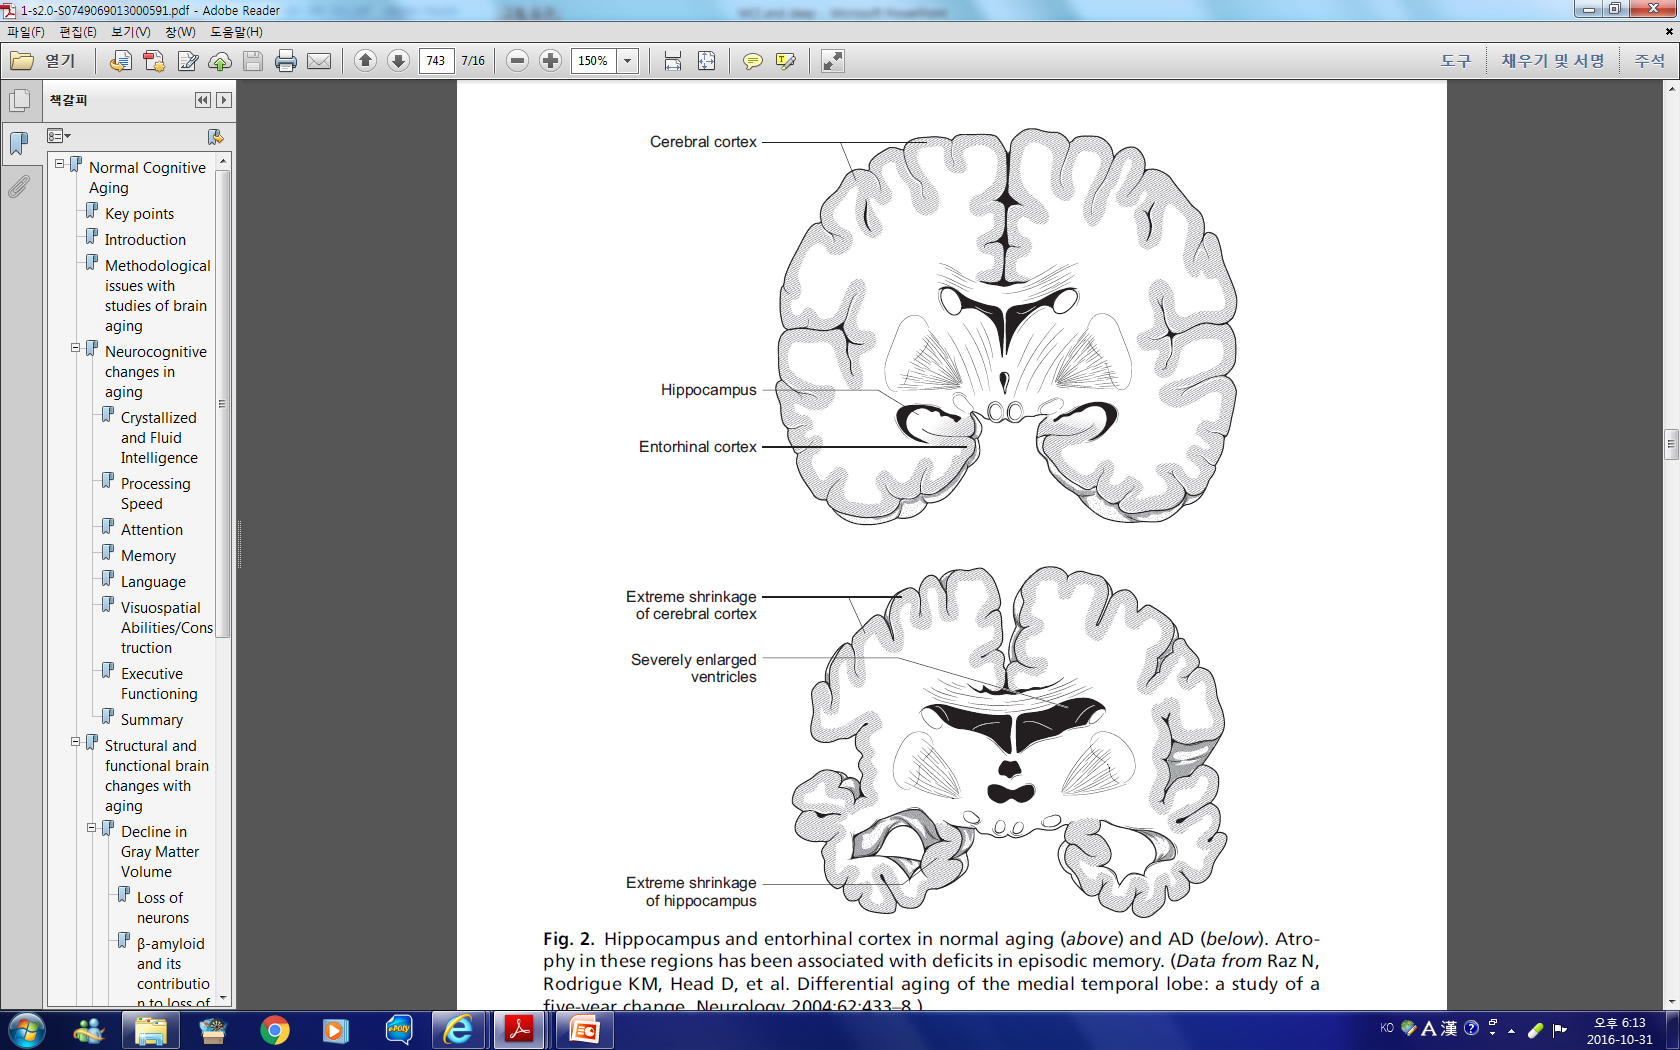 1-s2.0-S0749069013000591.pdf - Adobe Reader
파일(F) 편집(E) 보기(V) 창(W) 도움말(H)
열기 743 7/16 150% 도구 채우기 및 서명 주석
책갈피
Normal Cognitive
Aging
Key points
Introduction
Methodological
issues with
studies of brain
aging
Neurocognitive
changes in
aging
Crystallized
and Fluid
Intelligence
Processing
Speed
Attention
Memory
Language
Visuospatial
Abilities/Cons
truction
Executive
Functioning
Summary
Structural and
functional brain
changes with
aging
Decline in
Gray Matter
Volume
Loss of
neurons
β-amyloid
and its
contributio
n to loss of
Cerebral cortex
Hippocampus
Entorhinal cortex
Extreme shrinkage
of cerebral cortex
Severely enlarged
ventricles
Extreme shrinkage
of hippocampus
Fig. 2. Hippocampus and entorhinal cortex in normal aging (above) and AD (below). Atro-
phy in these regions has been associated with deficits in episodic memory. (Data from Raz N,
Rodrigue KM, Head D, et al. Differential aging of the medial temporal lobe: a study of a
five-year change. Neurology 2004;62:433–8.)
e-POLY
KO A 漢
오후 6:13
2016-10-31